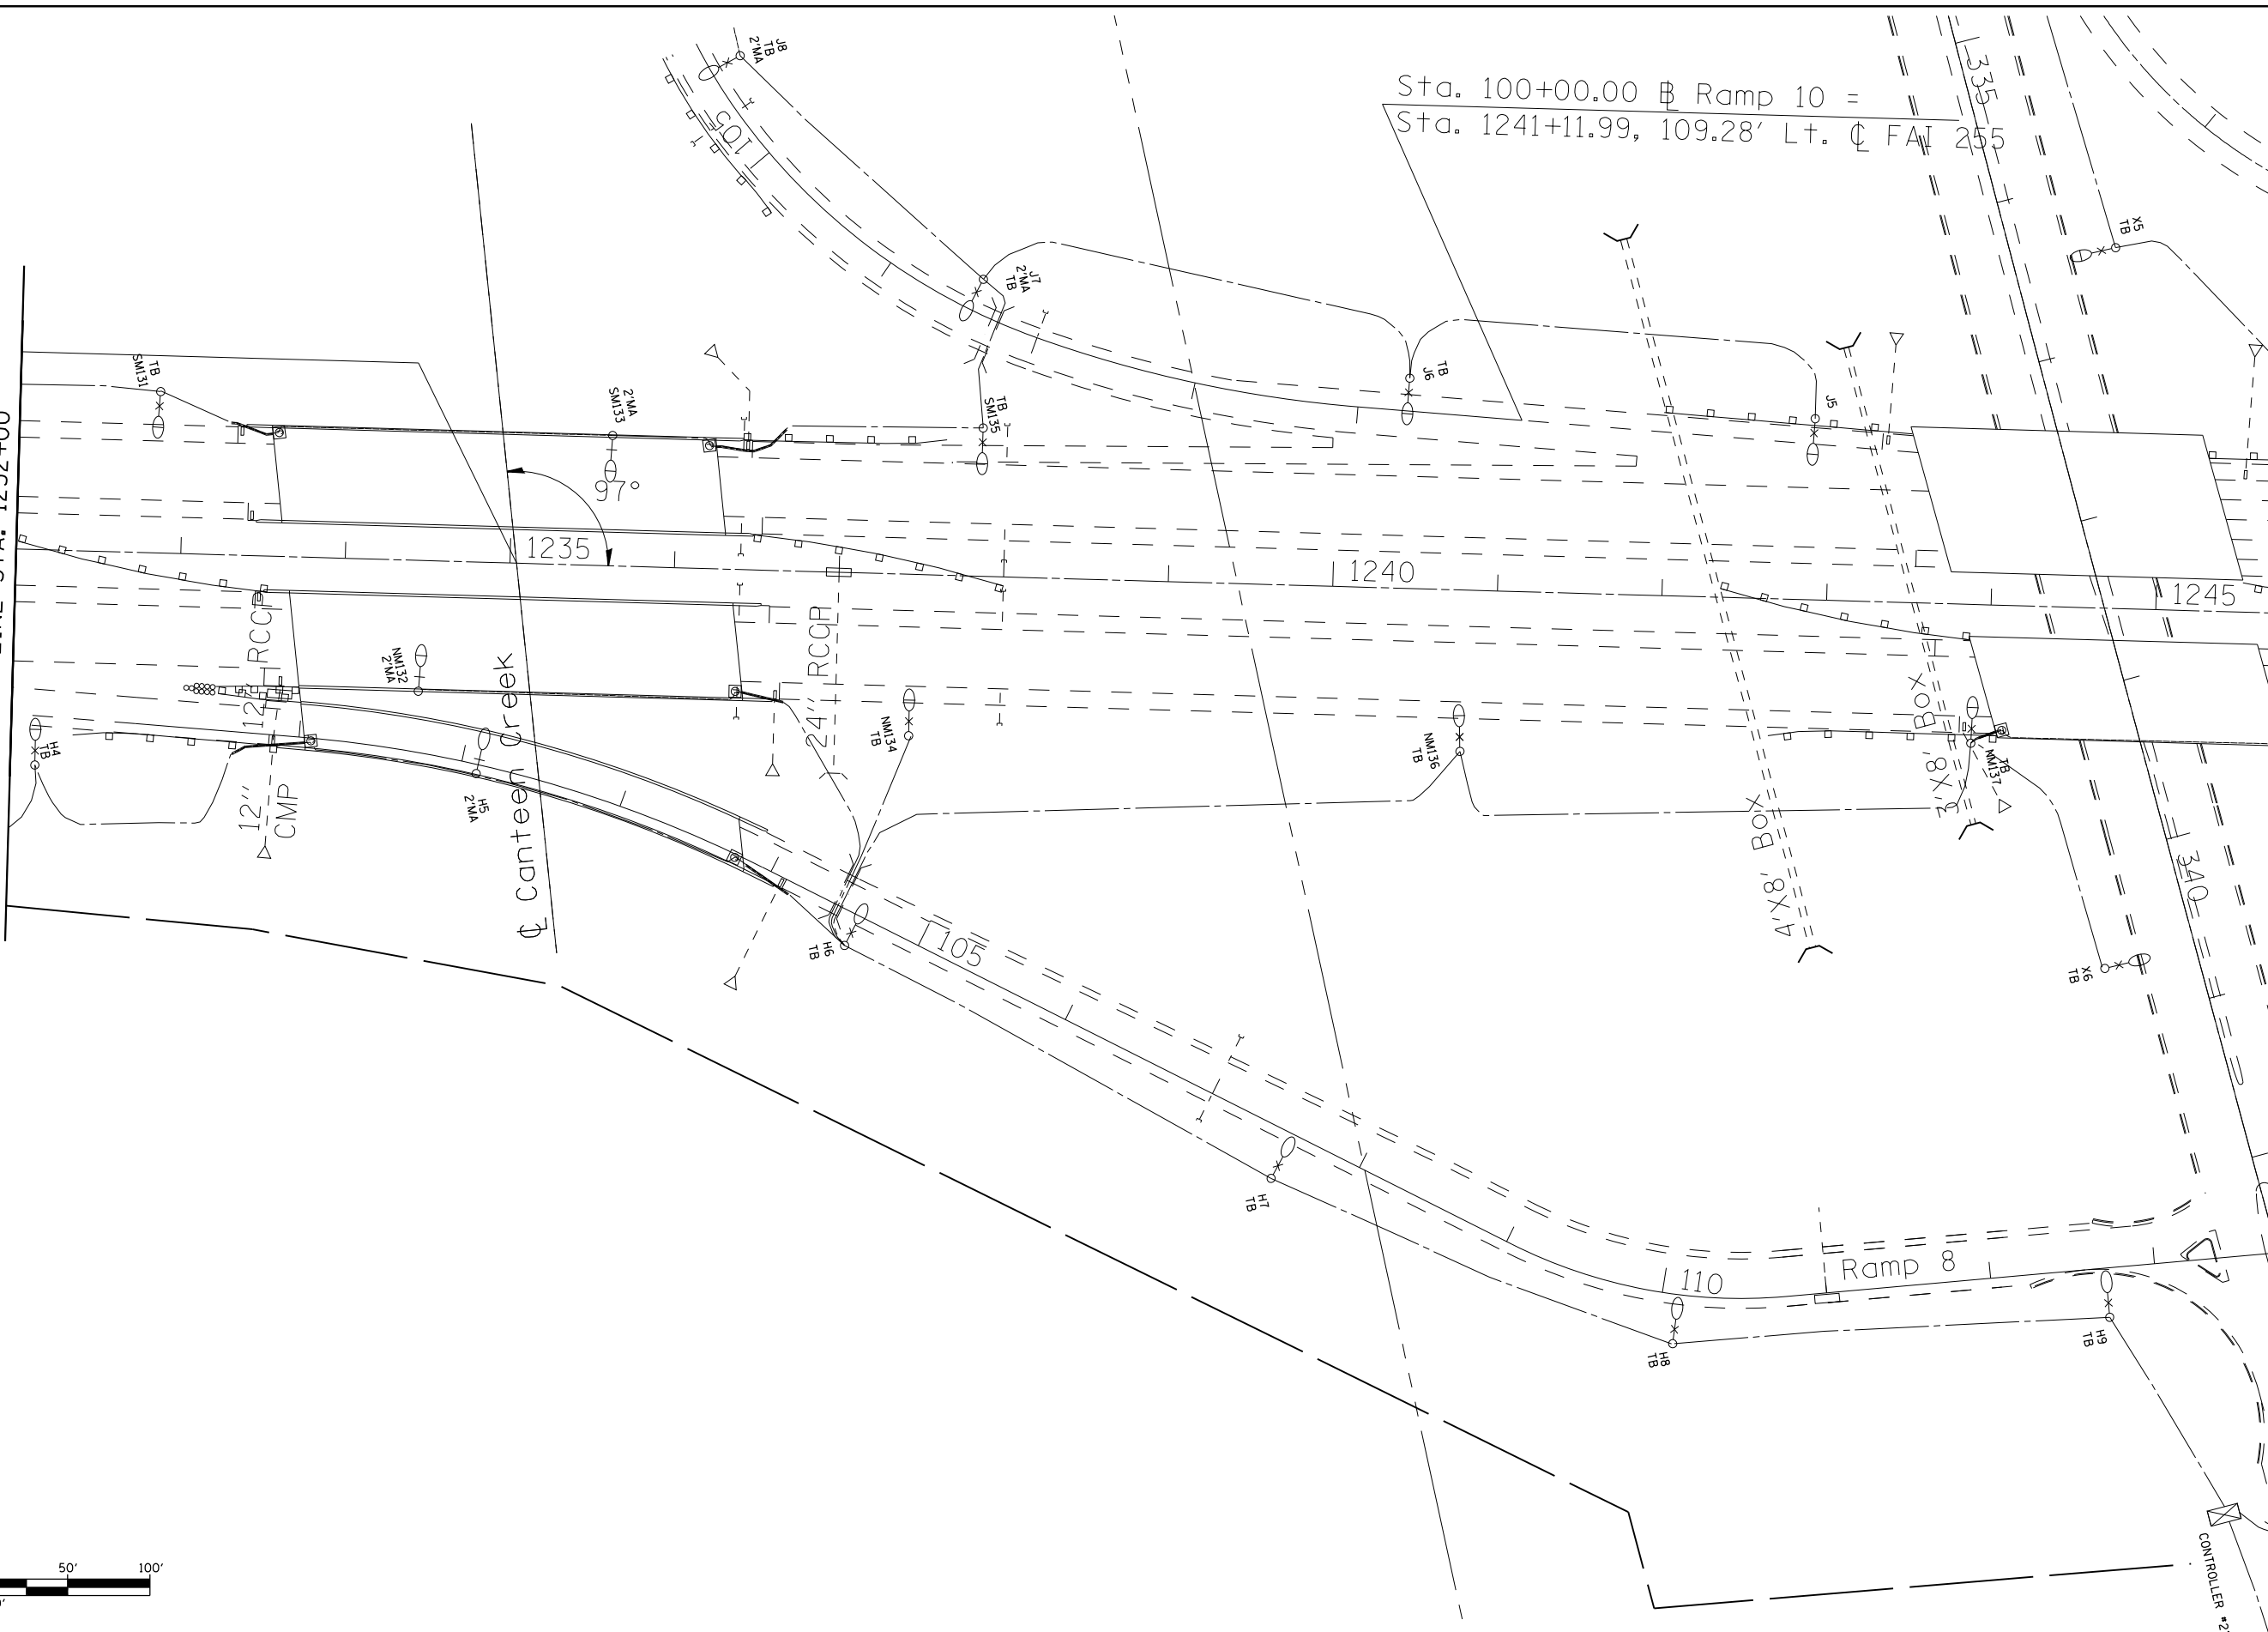 J8
TB
2'MA
105
Sta. 100+00.00 ⅊ Ramp 10 =
Sta. 1241+11.99, 109.28' Lt. ℄ FAI 255
335
X5
TB
J7
2'MA
TB
TB
SM131
2'MA
SM133
TB
SM135
TB
J6
J5
97°
1235
1240
1245
STA. 1232+00
12" RCCP
NM132
2'MA
24" RCCP
NM134
TB
NM136
TB
TB
NM137
H4
TB
12"
CMP
H5
2'MA
℄ Canteen Creek
4'X8' Box
3'X8' Box
340
H6
TB
105
X6
TB
H7
TB
110
Ramp 8
H8
TB
H9
TB
50'
100'
CONTROLLER